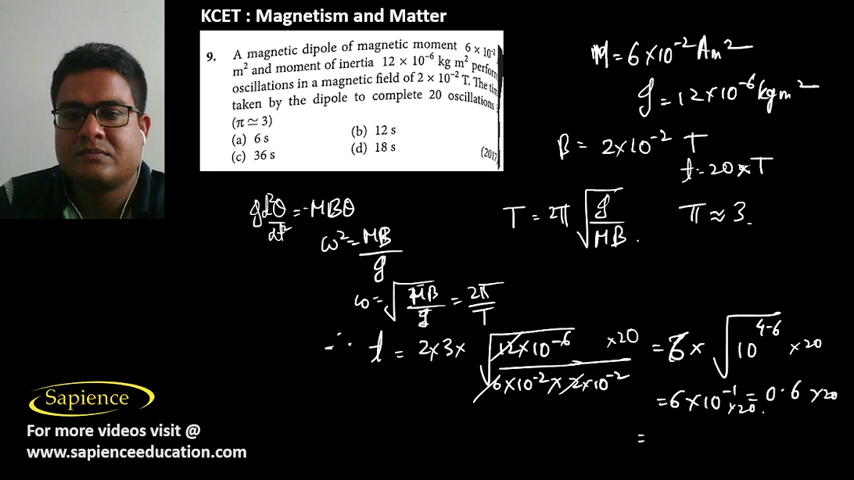 KCET : Magnetism and Matter
9. A magnetic dipole of magnetic moment 6 × 10⁻²
m² and moment of inertia 12 × 10⁻⁶ kg m² perform
oscillations in a magnetic field of 2 × 10⁻² T. The tim
taken by the dipole to complete 20 oscillations
(π ≃ 3)
(a) 6 s (b) 12 s
(c) 36 s (d) 18 s
(2017
M = 6×10⁻² Am²
I = 12×10⁻⁶ kgm²
B = 2×10⁻² T
t = 20×T
I d²θ/dt² = -MBθ
ω² = MB/I
T = 2π √(I/MB).
π ≈ 3.
ω = √(MB/I) = 2π/T
∴ t = 2×3× √(12×10⁻⁶/6×10⁻²×2×10⁻²) ×20 = 6× √10⁴⁻⁶ ×20
= 6×10⁻¹ ×20. = 0.6 ×20
=
Sapience
For more videos visit @
www.sapienceeducation.com